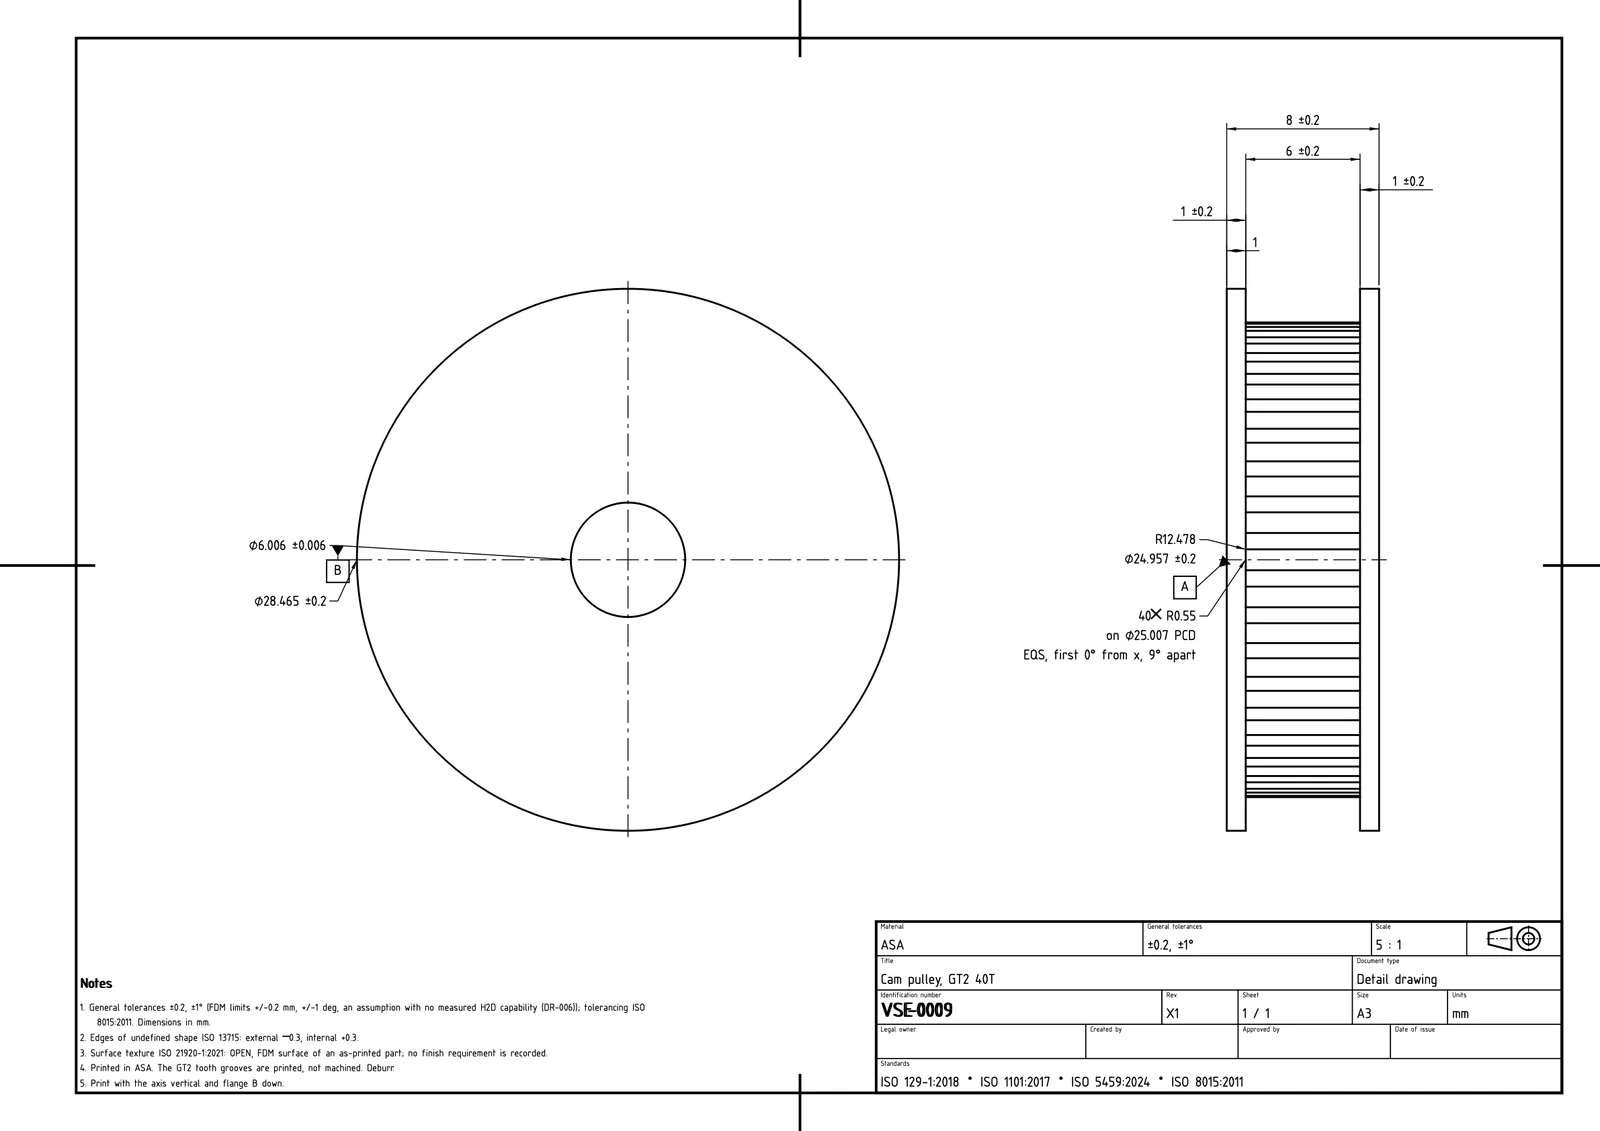 8 ±0.2
6 ±0.2
1 ±0.2
1 ±0.2
1
R12.478
⌀24.957 ±0.2
A
40× R0.55
on ⌀25.007 PCD
EQS, first 0° from x, 9° apart
⌀6.006 ±0.006
B
⌀28.465 ±0.2
Notes
1. General tolerances ±0.2, ±1° (FDM limits +/-0.2 mm, +/-1 deg, an assumption with no measured H2D capability (DR-006)); tolerancing ISO
8015:2011. Dimensions in mm.
2. Edges of undefined shape ISO 13715: external −0.3, internal +0.3.
3. Surface texture ISO 21920-1:2021: OPEN, FDM surface of an as-printed part; no finish requirement is recorded.
4. Printed in ASA. The GT2 tooth grooves are printed, not machined. Deburr.
5. Print with the axis vertical and flange B down.
Material
ASA
General tolerances
±0.2, ±1°
Scale
5 : 1
Title
Cam pulley, GT2 40T
Document type
Detail drawing
Identification number
VSE-0009
Rev.
X1
Sheet
1 / 1
Size
A3
Units
mm
Legal owner
Created by
Approved by
Date of issue
Standards
ISO 129-1:2018 • ISO 1101:2017 • ISO 5459:2024 • ISO 8015:2011